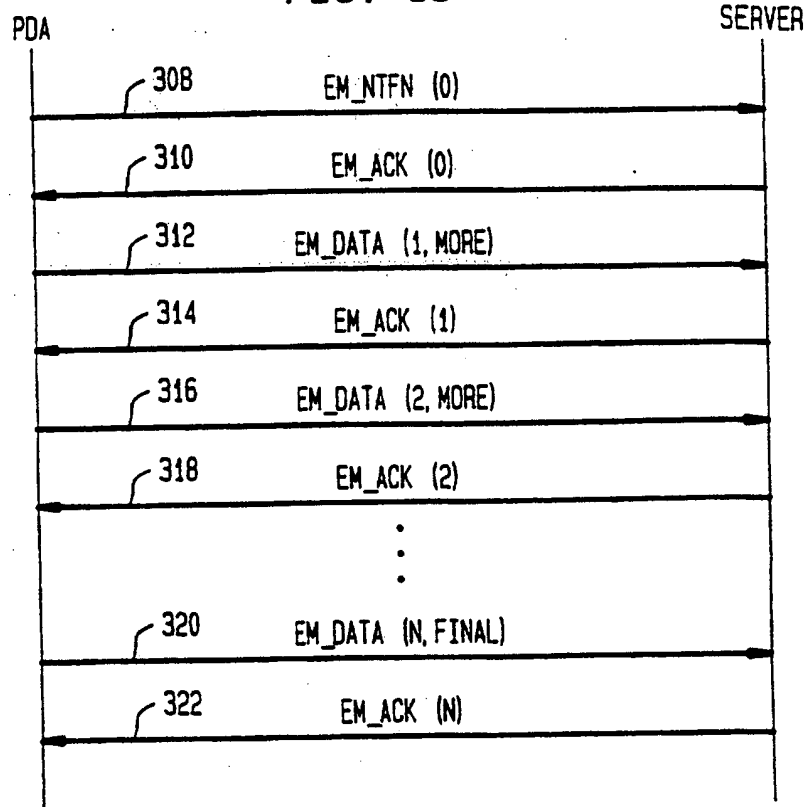 PDA
SERVER
308
EM_NTFN (0)
310
EM_ACK (0)
312
EM_DATA (1, MORE)
314
EM_ACK (1)
316
EM_DATA (2, MORE)
318
EM_ACK (2)
320
EM_DATA (N, FINAL)
322
EM_ACK (N)